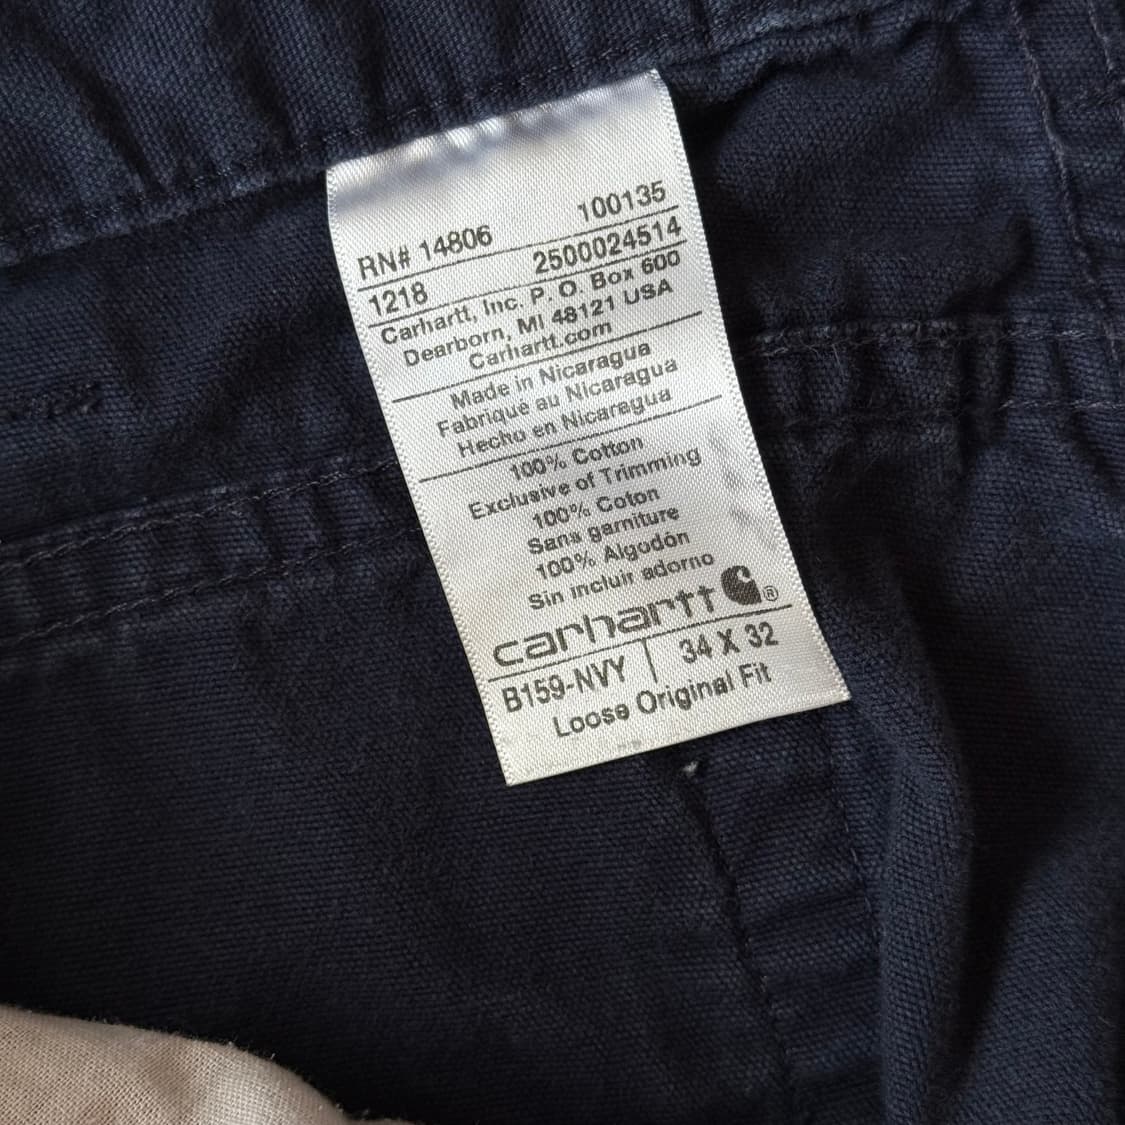 RN# 14806 100135
1218 2500024514
Carhartt, Inc. P. O. Box 600
Dearborn, MI 48121 USA
Carhartt.com
Made in Nicaragua
Fabriqué au Nicaragua
Hecho en Nicaragua
100% Cotton
Exclusive of Trimming
100% Coton
Sans garniture
100% Algodón
Sin incluir adorno
carhartt ®
B159-NVY | 34 X 32
Loose Original Fit